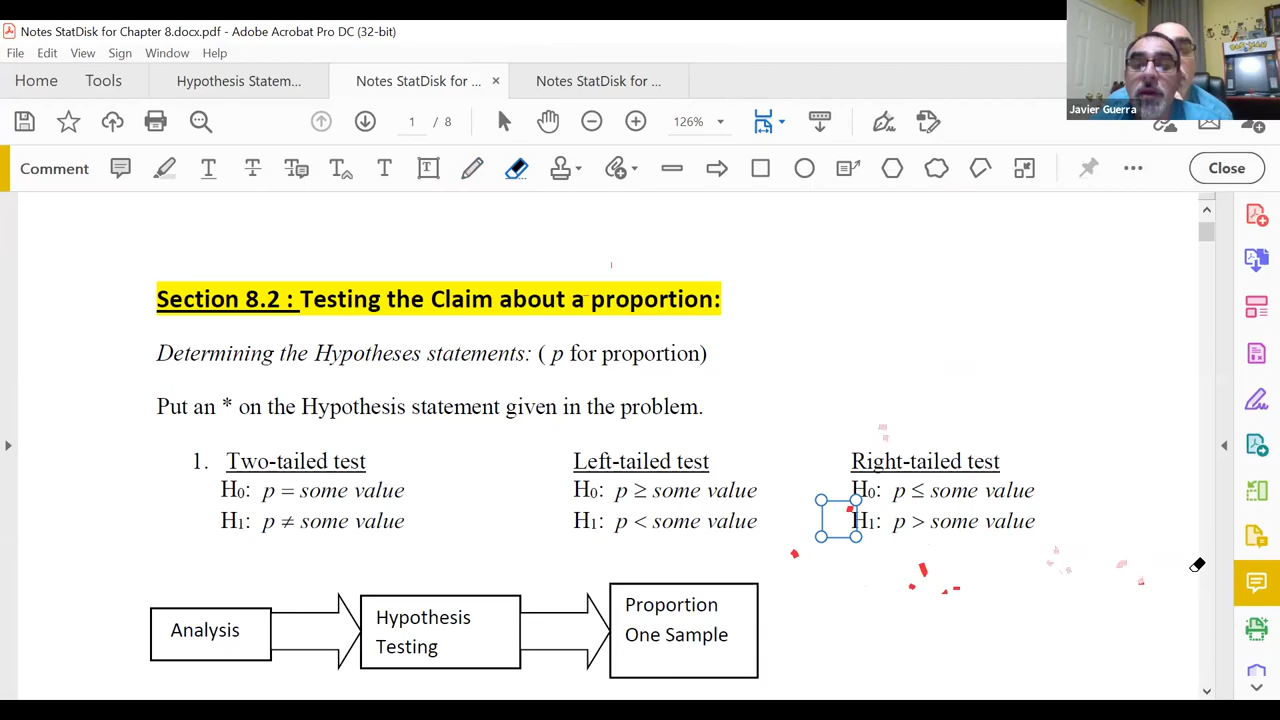 Notes StatDisk for Chapter 8.docx.pdf - Adobe Acrobat Pro DC (32-bit)
File Edit View Sign Window Help
Javier Guerra
Home Tools Hypothesis Statem... Notes StatDisk for ... × Notes StatDisk for ...
1 / 8 126%
Comment Close
Section 8.2 : Testing the Claim about a proportion:
Determining the Hypotheses statements: ( p for proportion)
Put an * on the Hypothesis statement given in the problem.
1. Two-tailed test Left-tailed test Right-tailed test
H0: p = some value H0: p ≥ some value H0: p ≤ some value
H1: p ≠ some value H1: p < some value H1: p > some value
Analysis
Hypothesis
Testing
Proportion
One Sample